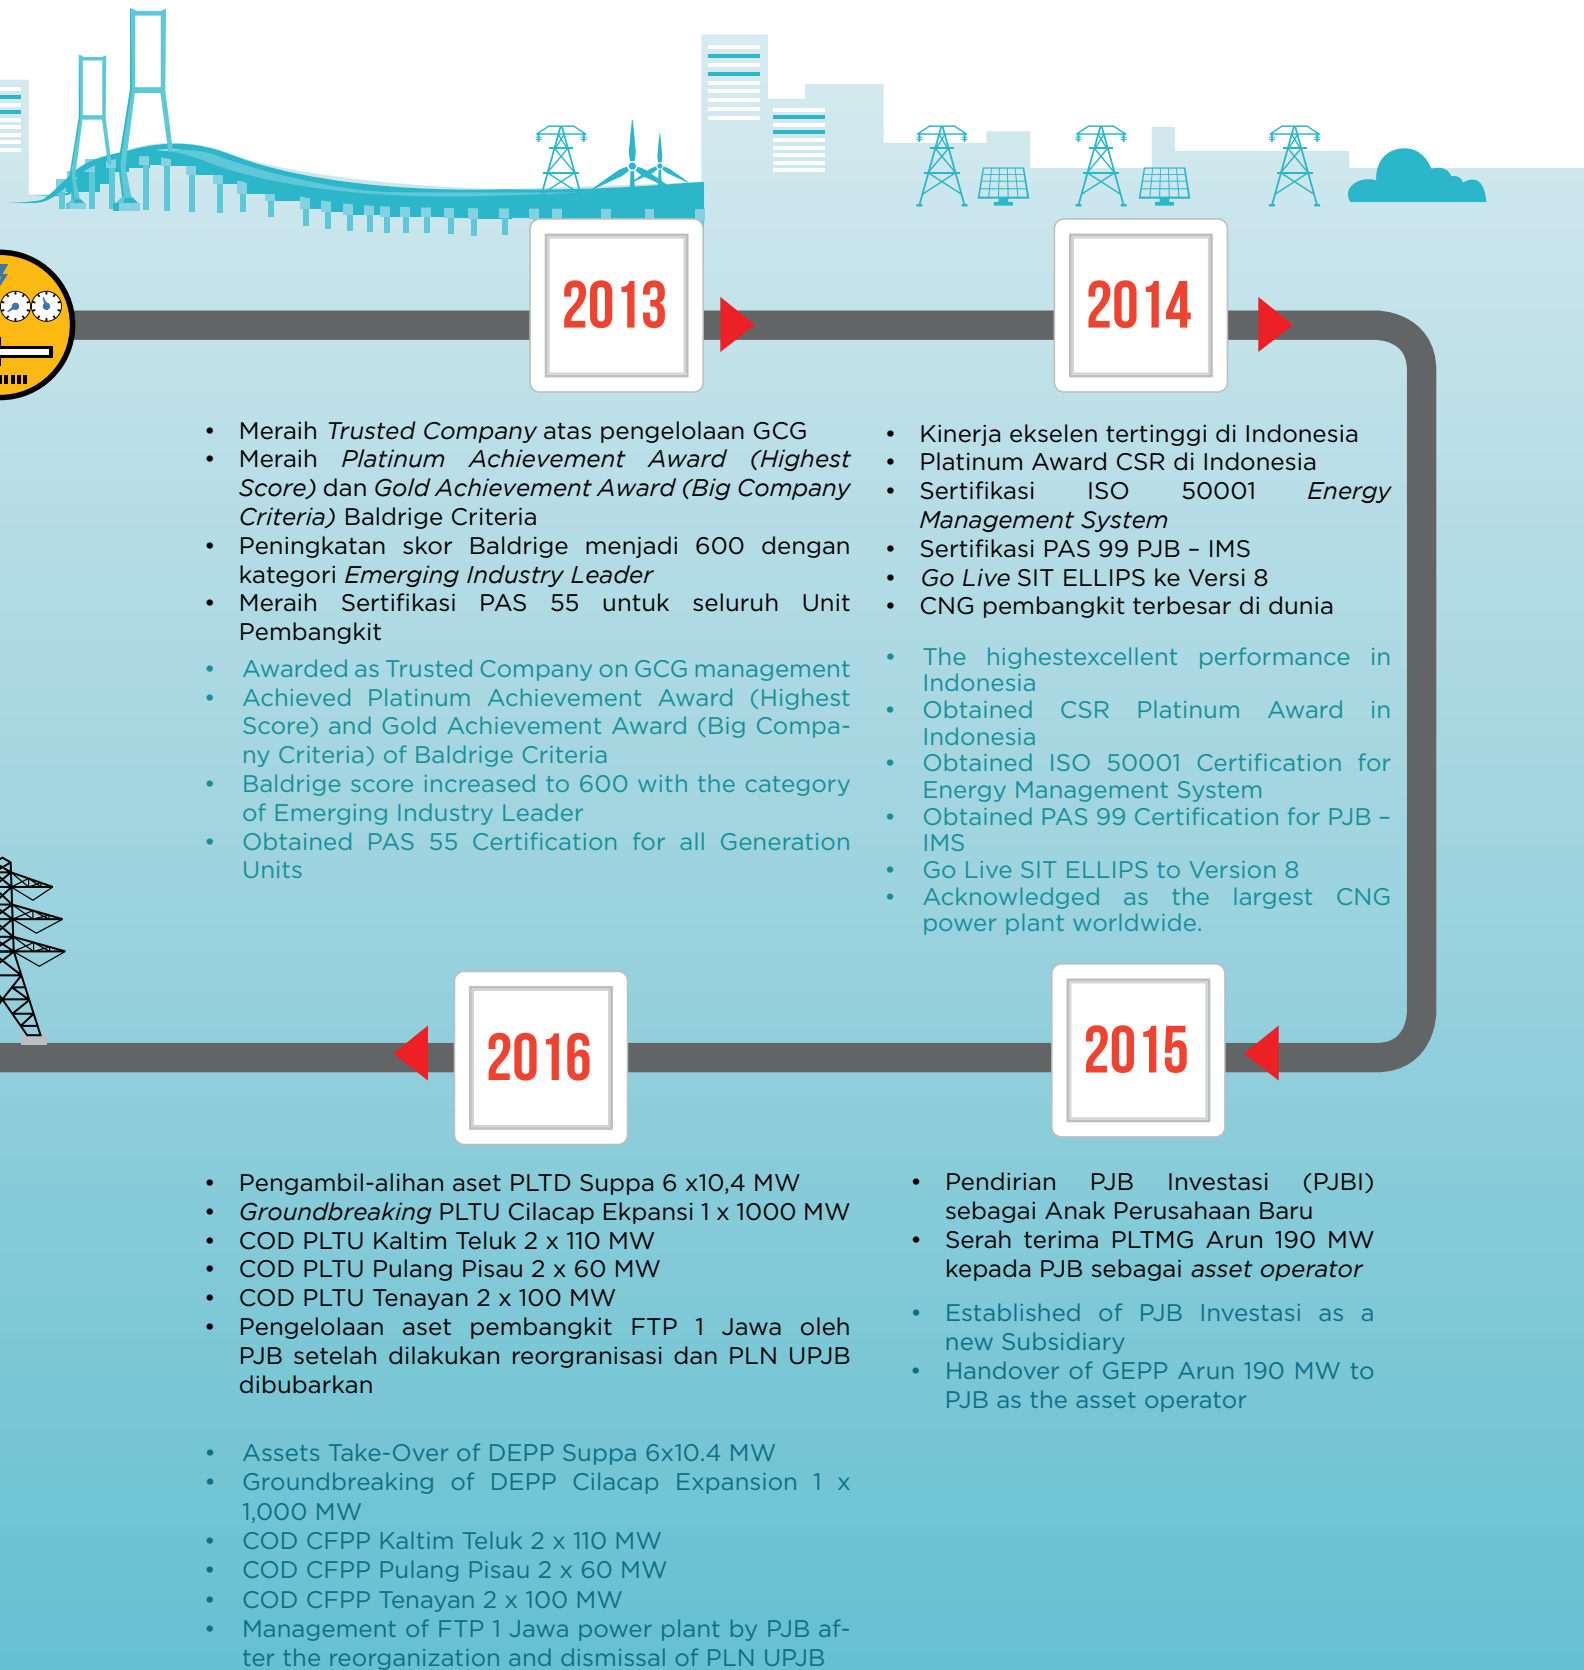 2013
• Meraih Trusted Company atas pengelolaan GCG
• Meraih Platinum Achievement Award (Highest
Score) dan Gold Achievement Award (Big Company
Criteria) Baldrige Criteria
• Peningkatan skor Baldrige menjadi 600 dengan
kategori Emerging Industry Leader
• Meraih Sertifikasi PAS 55 untuk seluruh Unit
Pembangkit
• Awarded as Trusted Company on GCG management
• Achieved Platinum Achievement Award (Highest
Score) and Gold Achievement Award (Big Compa-
ny Criteria) of Baldrige Criteria
• Baldrige score increased to 600 with the category
of Emerging Industry Leader
• Obtained PAS 55 Certification for all Generation
Units
2014
• Kinerja ekselen tertinggi di Indonesia
• Platinum Award CSR di Indonesia
• Sertifikasi ISO 50001 Energy
Management System
• Sertifikasi PAS 99 PJB – IMS
• Go Live SIT ELLIPS ke Versi 8
• CNG pembangkit terbesar di dunia
• The highestexcellent performance in
Indonesia
• Obtained CSR Platinum Award in
Indonesia
• Obtained ISO 50001 Certification for
Energy Management System
• Obtained PAS 99 Certification for PJB –
IMS
• Go Live SIT ELLIPS to Version 8
• Acknowledged as the largest CNG
power plant worldwide.
2015
• Pendirian PJB Investasi (PJBI)
sebagai Anak Perusahaan Baru
• Serah terima PLTMG Arun 190 MW
kepada PJB sebagai asset operator
• Established of PJB Investasi as a
new Subsidiary
• Handover of GEPP Arun 190 MW to
PJB as the asset operator
2016
• Pengambil-alihan aset PLTD Suppa 6 x10,4 MW
• Groundbreaking PLTU Cilacap Ekpansi 1 x 1000 MW
• COD PLTU Kaltim Teluk 2 x 110 MW
• COD PLTU Pulang Pisau 2 x 60 MW
• COD PLTU Tenayan 2 x 100 MW
• Pengelolaan aset pembangkit FTP 1 Jawa oleh
PJB setelah dilakukan reorgranisasi dan PLN UPJB
dibubarkan
• Assets Take-Over of DEPP Suppa 6x10.4 MW
• Groundbreaking of DEPP Cilacap Expansion 1 x
1,000 MW
• COD CFPP Kaltim Teluk 2 x 110 MW
• COD CFPP Pulang Pisau 2 x 60 MW
• COD CFPP Tenayan 2 x 100 MW
• Management of FTP 1 Jawa power plant by PJB af-
ter the reorganization and dismissal of PLN UPJB